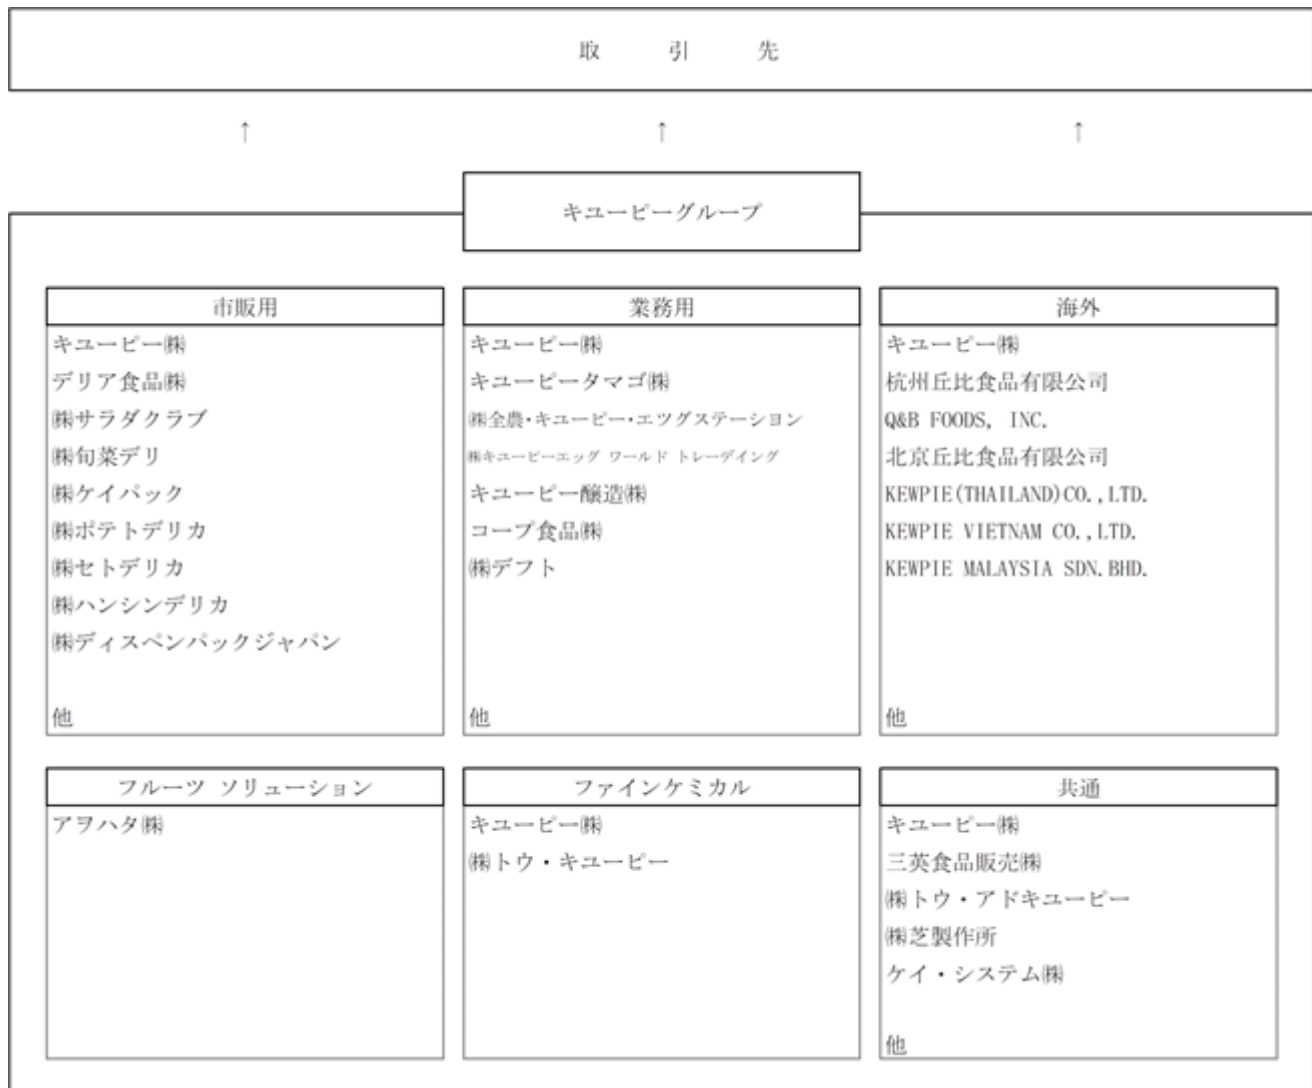 取引先
↑ ↑ ↑
キユーピーグループ
市販用
キユーピー㈱
デリア食品㈱
㈱サラダクラブ
㈱旬菜デリ
㈱ケイパック
㈱ポテトデリカ
㈱セトデリカ
㈱ハンシンデリカ
㈱ディスペンパックジャパン
他
業務用
キユーピー㈱
キユーピータマゴ㈱
㈱全農・キユーピー・エツグステーション
㈱キユーピーエッグ ワールド トレーデイング
キユーピー醸造㈱
コープ食品㈱
㈱デフト
他
海外
キユーピー㈱
杭州丘比食品有限公司
Q&B FOODS, INC.
北京丘比食品有限公司
KEWPIE(THAILAND)CO.,LTD.
KEWPIE VIETNAM CO.,LTD.
KEWPIE MALAYSIA SDN.BHD.
他
フルーツ ソリューション
アヲハタ㈱
ファインケミカル
キユーピー㈱
㈱トウ・キユーピー
共通
キユーピー㈱
三英食品販売㈱
㈱トウ・アドキユーピー
㈱芝製作所
ケイ・システム㈱
他